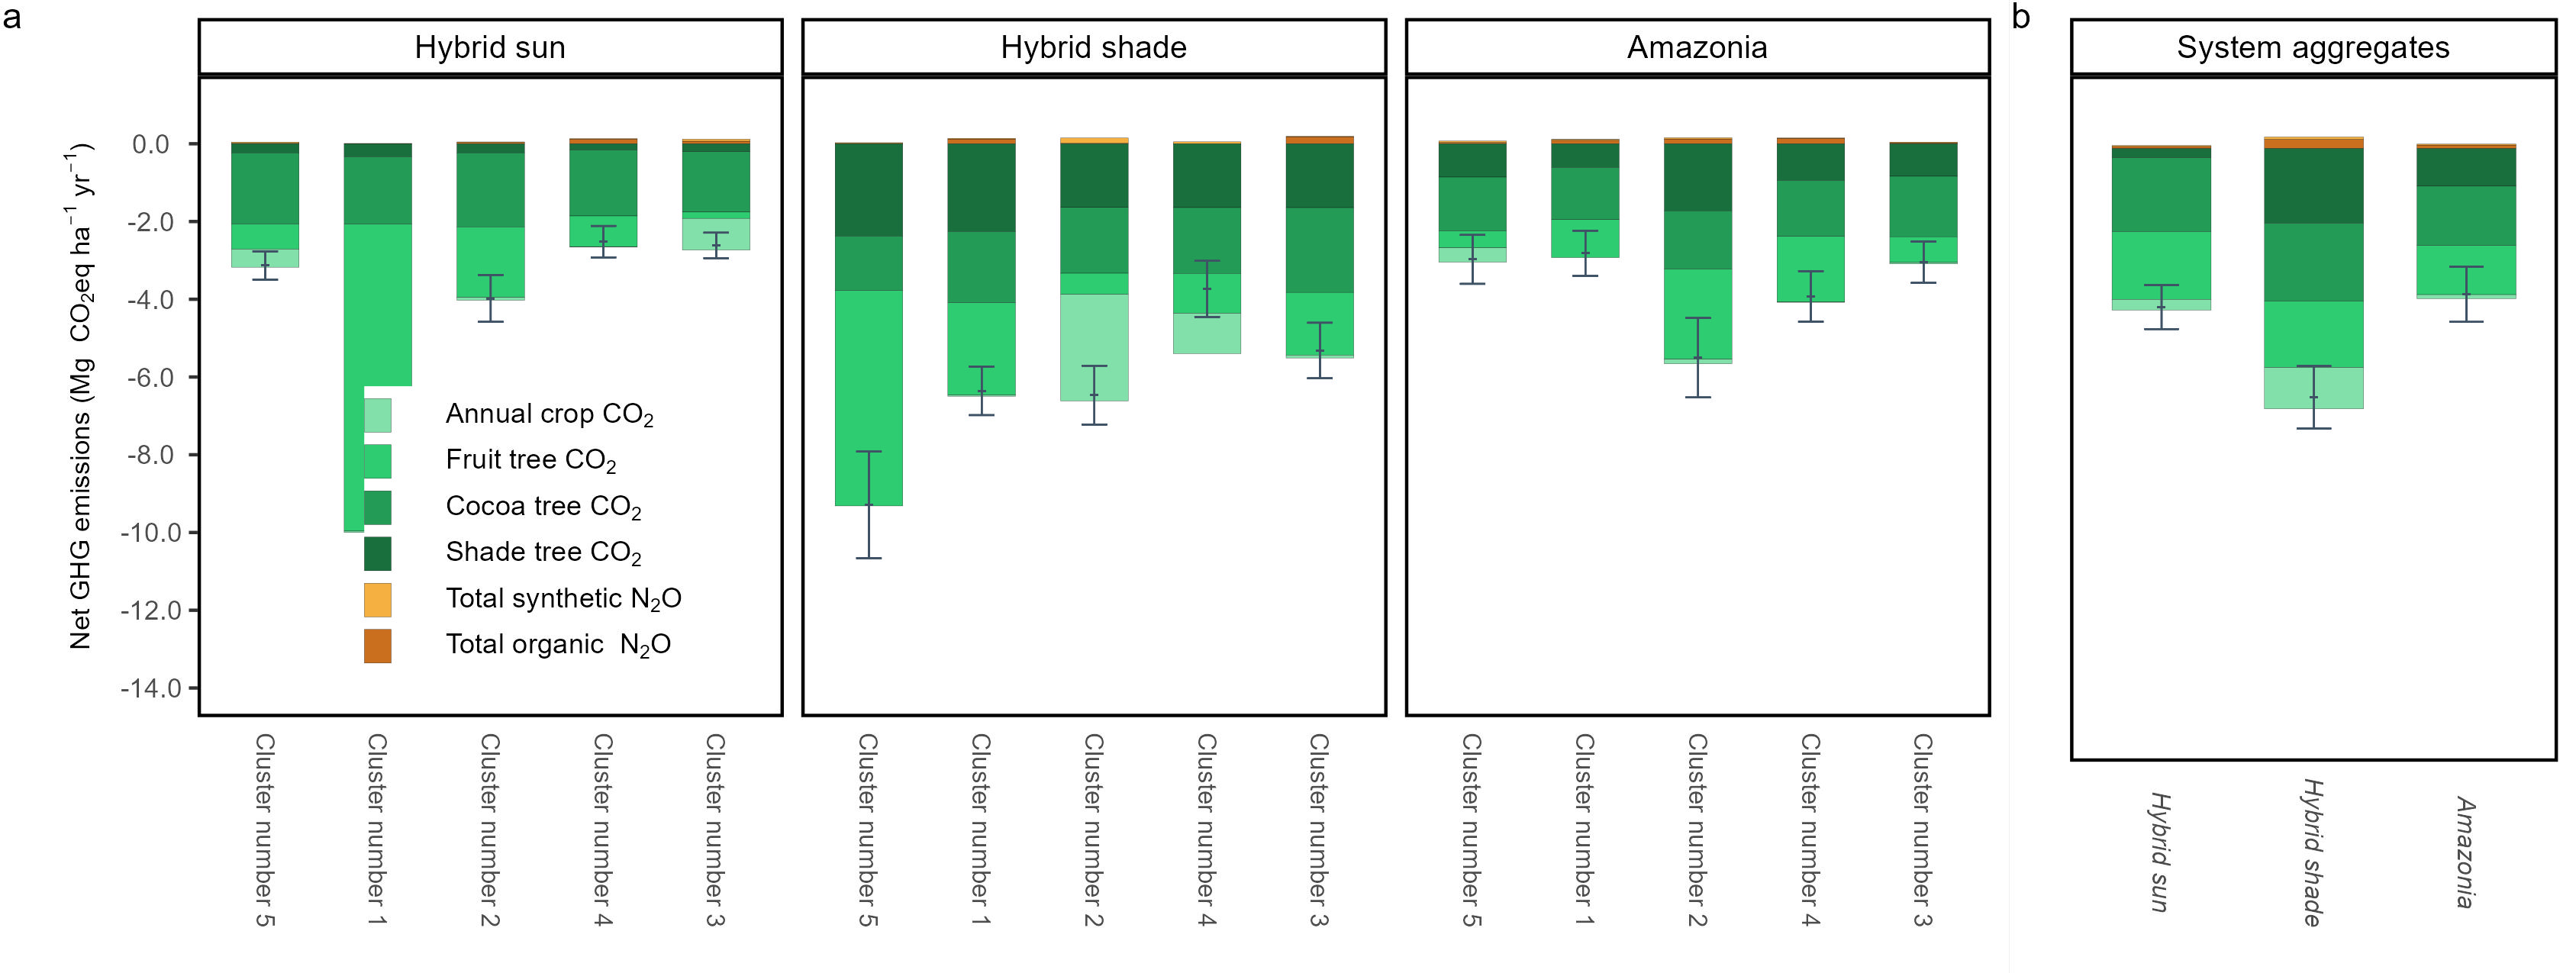 a
b
Hybrid sun
Hybrid shade
Amazonia
System aggregates
Net GHG emissions (Mg CO₂eq ha⁻¹ yr⁻¹)
0.0
-2.0
-4.0
-6.0
-8.0
-10.0
-12.0
-14.0
Annual crop CO₂
Fruit tree CO₂
Cocoa tree CO₂
Shade tree CO₂
Total synthetic N₂O
Total organic N₂O
Cluster number 5
Cluster number 1
Cluster number 2
Cluster number 4
Cluster number 3
Cluster number 5
Cluster number 1
Cluster number 2
Cluster number 4
Cluster number 3
Cluster number 5
Cluster number 1
Cluster number 2
Cluster number 4
Cluster number 3
Hybrid sun
Hybrid shade
Amazonia